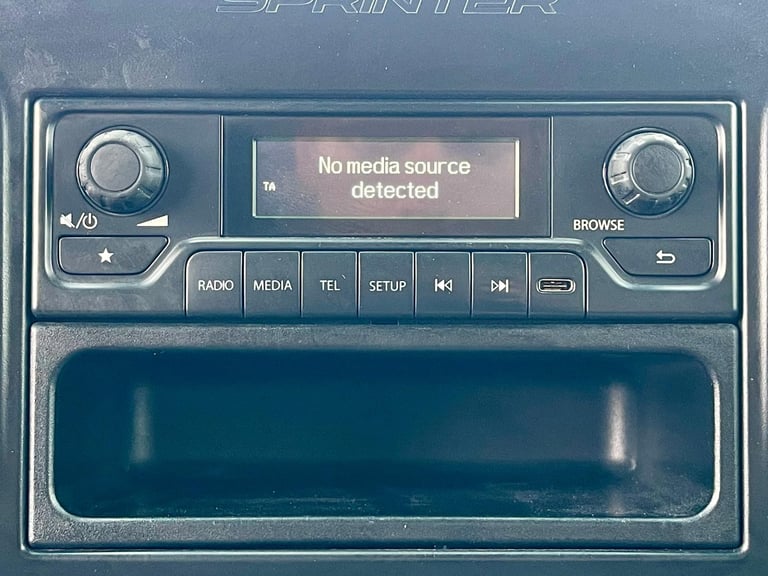 SPRINTER
No media source
TA
detected
BROWSE
RADIO
MEDIA
TEL
SETUP